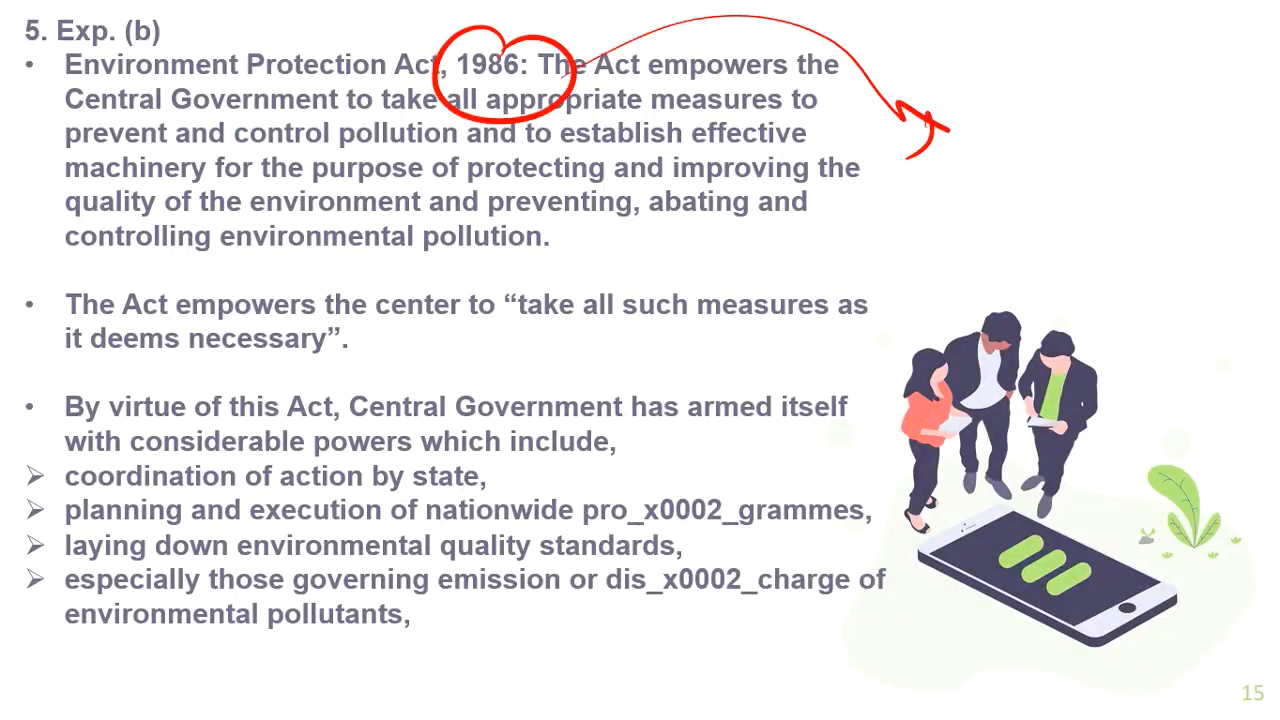 5. Exp. (b)
• Environment Protection Act, 1986: The Act empowers the
Central Government to take all appropriate measures to
prevent and control pollution and to establish effective
machinery for the purpose of protecting and improving the
quality of the environment and preventing, abating and
controlling environmental pollution.
• The Act empowers the center to “take all such measures as
it deems necessary”.
• By virtue of this Act, Central Government has armed itself
with considerable powers which include,
➢ coordination of action by state,
➢ planning and execution of nationwide pro_x0002_grammes,
➢ laying down environmental quality standards,
➢ especially those governing emission or dis_x0002_charge of
environmental pollutants,
15